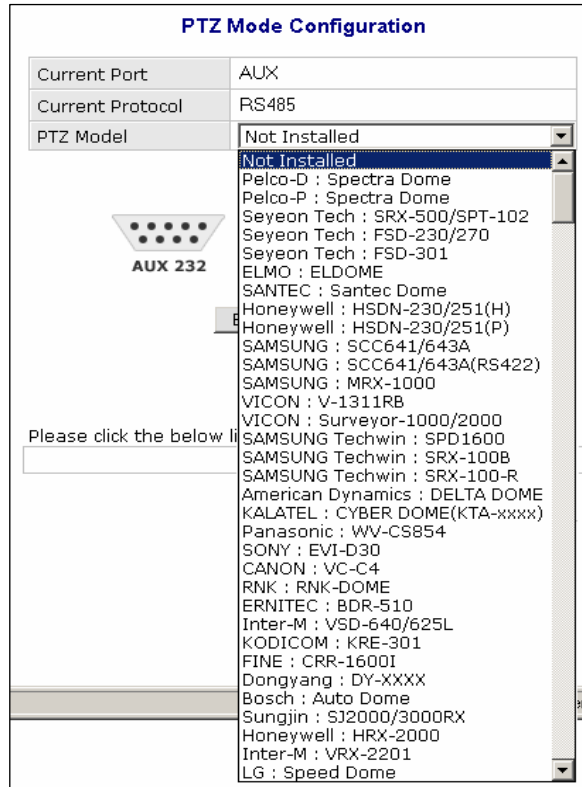 PTZ Mode Configuration
Current Port AUX
Current Protocol RS485
PTZ Model Not Installed
Not Installed
Pelco-D : Spectra Dome
Pelco-P : Spectra Dome
Seyeon Tech : SRX-500/SPT-102
Seyeon Tech : FSD-230/270
Seyeon Tech : FSD-301
ELMO : ELDOME
SANTEC : Santec Dome
Honeywell : HSDN-230/251(H)
Honeywell : HSDN-230/251(P)
SAMSUNG : SCC641/643A
SAMSUNG : SCC641/643A(RS422)
SAMSUNG : MRX-1000
VICON : V-1311RB
VICON : Surveyor-1000/2000
SAMSUNG Techwin : SPD1600
SAMSUNG Techwin : SRX-100B
SAMSUNG Techwin : SRX-100-R
American Dynamics : DELTA DOME
KALATEL : CYBER DOME(KTA-xxxx)
Panasonic : WV-CS854
SONY : EVI-D30
CANON : VC-C4
RNK : RNK-DOME
ERNITEC : BDR-510
Inter-M : VSD-640/625L
KODICOM : KRE-301
FINE : CRR-1600I
Dongyang : DY-XXXX
Bosch : Auto Dome
Sungjin : SJ2000/3000RX
Honeywell : HRX-2000
Inter-M : VRX-2201
LG : Speed Dome
AUX 232
Please click the below li